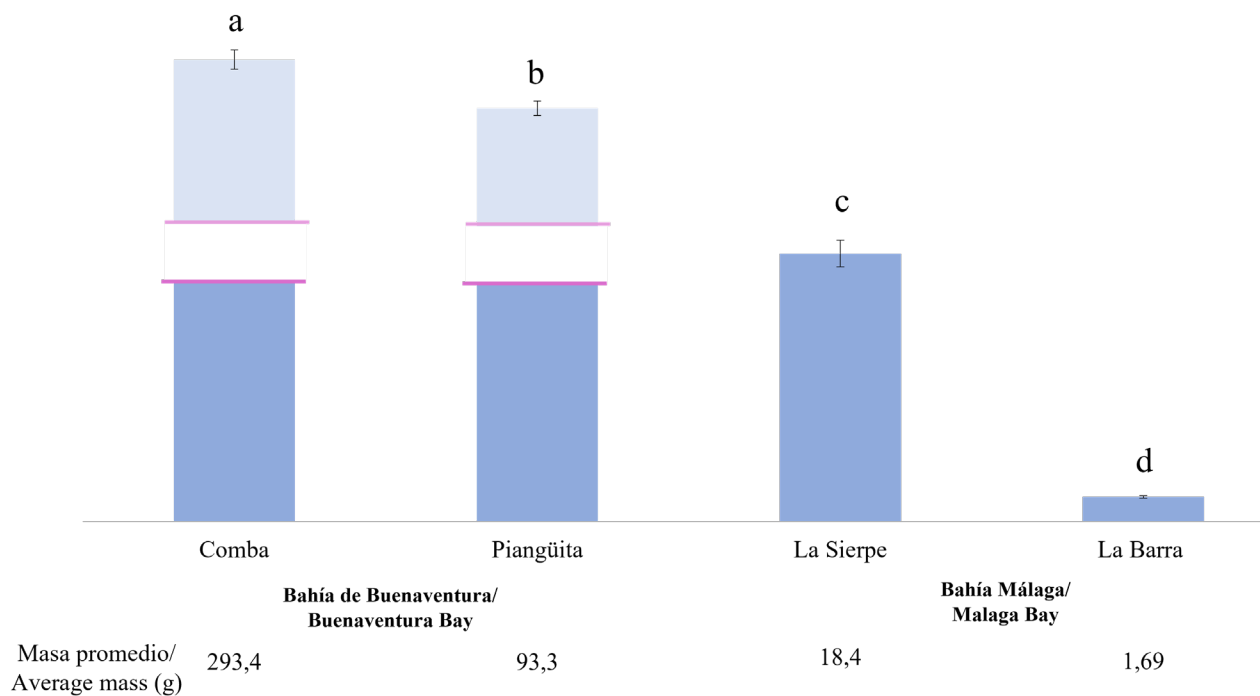 a
b
c
d
Comba
Piangüita
La Sierpe
La Barra
Bahía de Buenaventura/
Buenaventura Bay
Bahía Málaga/
Malaga Bay
Masa promedio/
Average mass (g)
293,4
93,3
18,4
1,69